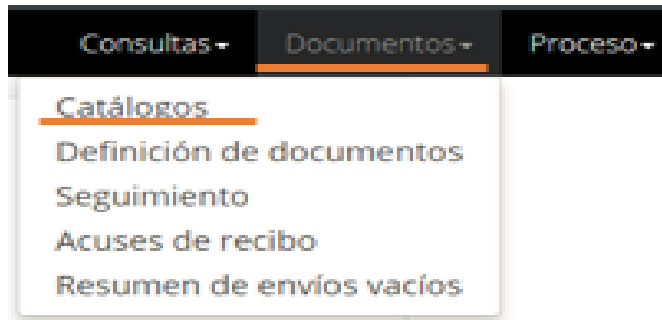 Consultas Documentos Proceso
Catálogos
Definición de documentos
Seguimiento
Acuses de recibo
Resumen de envíos vacíos